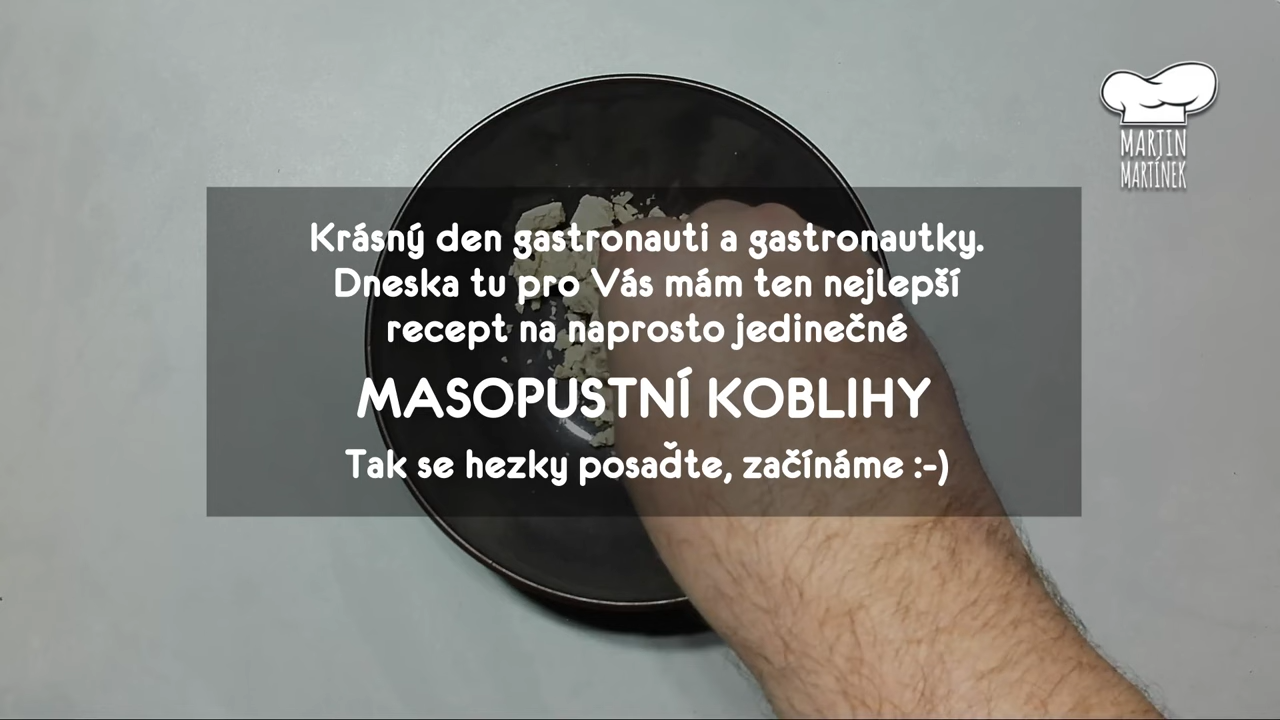 MARTIN
MARTÍNEK
Krásný den gastronauti a gastronautky.
Dneska tu pro Vás mám ten nejlepší
recept na naprosto jedinečné
MASOPUSTNÍ KOBLIHY
Tak se hezky posaďte, začínáme :-)